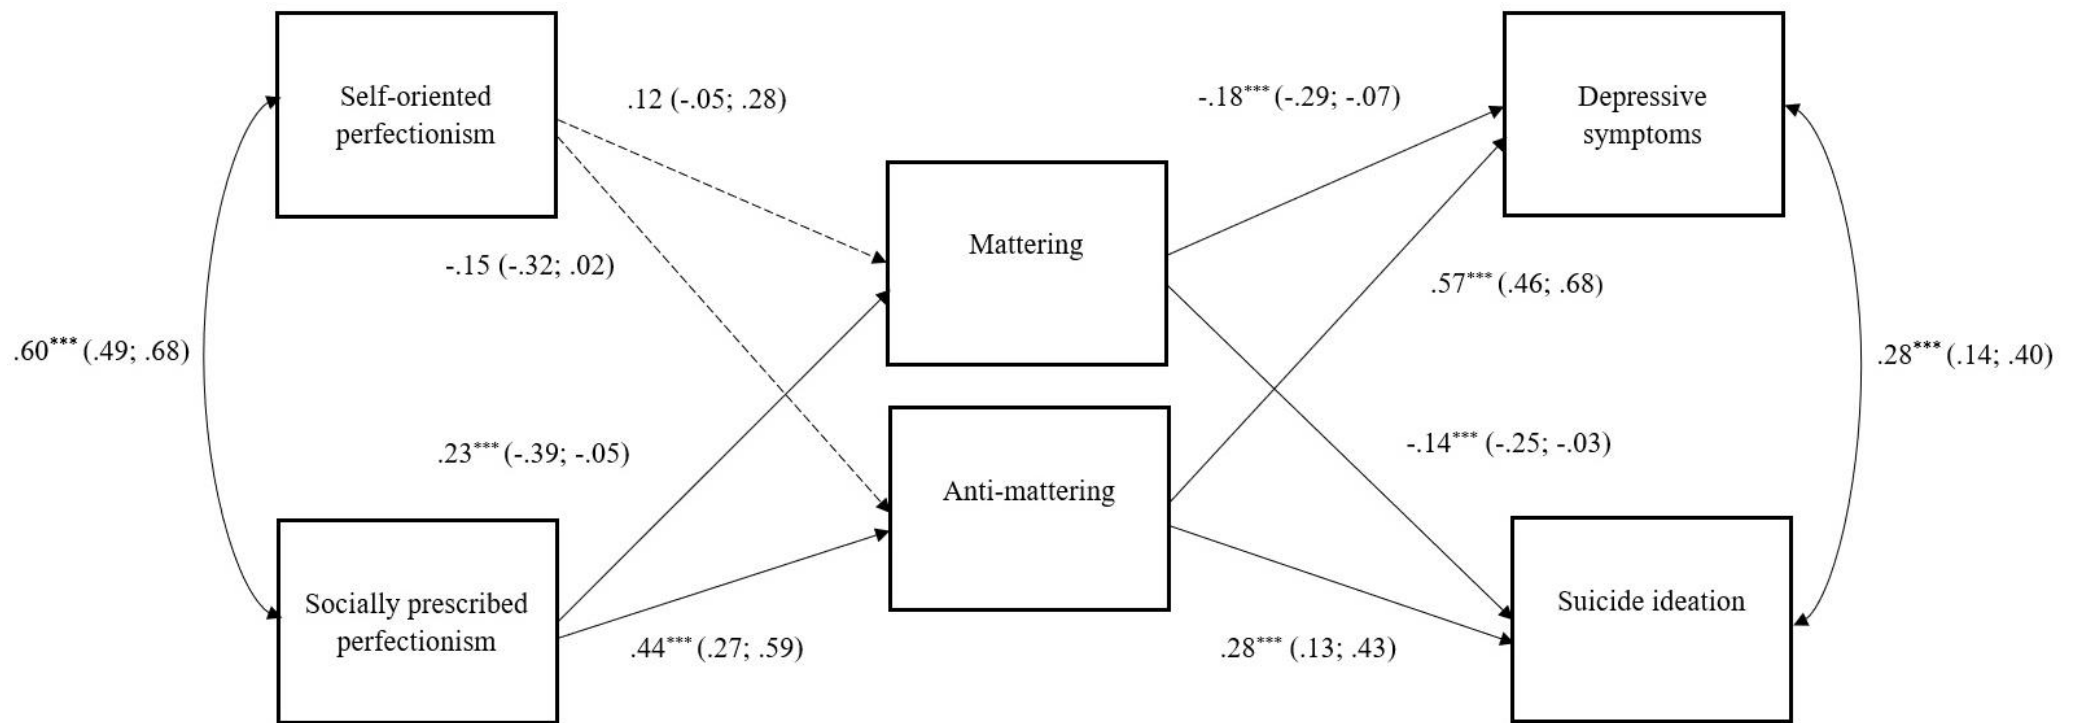 Self-oriented
perfectionism
.12 (-.05; .28)
-.18*** (-.29; -.07)
Depressive
symptoms
Mattering
-.15 (-.32; .02)
.57*** (.46; .68)
.60*** (.49; .68)
.28*** (.14; .40)
.23*** (-.39; -.05)
-.14*** (-.25; -.03)
Anti-mattering
Socially prescribed
perfectionism
.44*** (.27; .59)
.28*** (.13; .43)
Suicide ideation